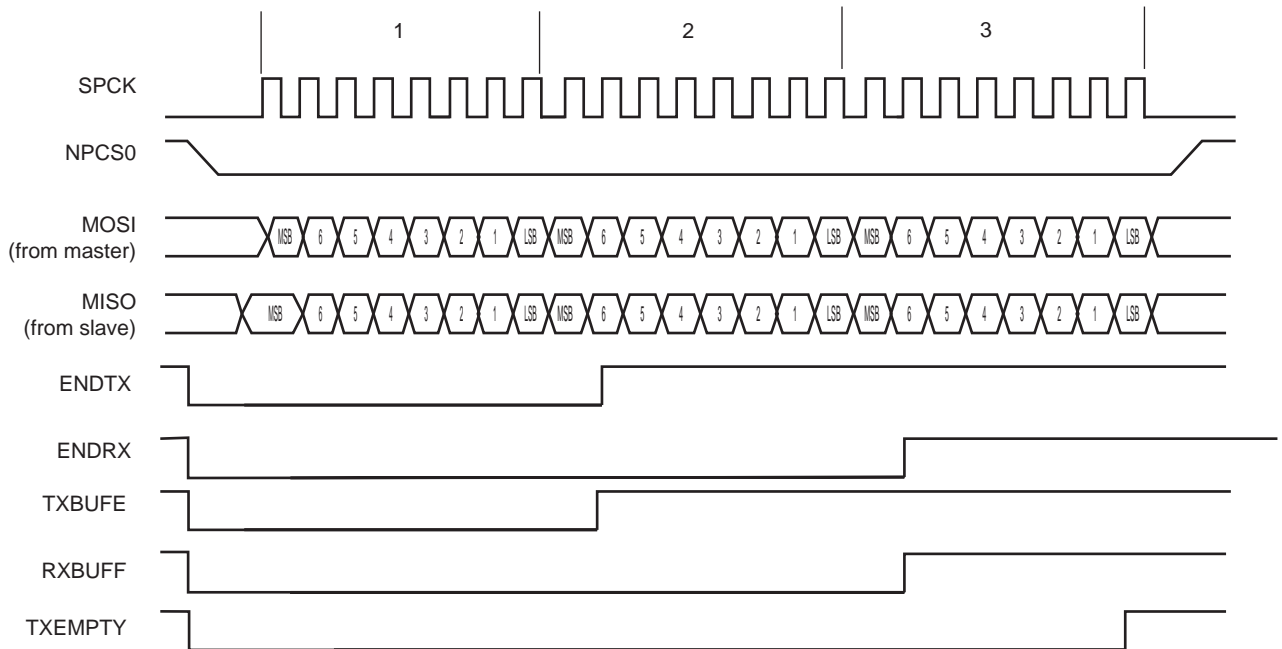 1 2 3
SPCK
NPCS0
MOSI
(from master)
MSB 6 5 4 3 2 1 LSB MSB 6 5 4 3 2 1 LSB MSB 6 5 4 3 2 1 LSB
MISO
(from slave)
MSB 6 5 4 3 2 1 LSB MSB 6 5 4 3 2 1 LSB MSB 6 5 4 3 2 1 LSB
ENDTX
ENDRX
TXBUFE
RXBUFF
TXEMPTY